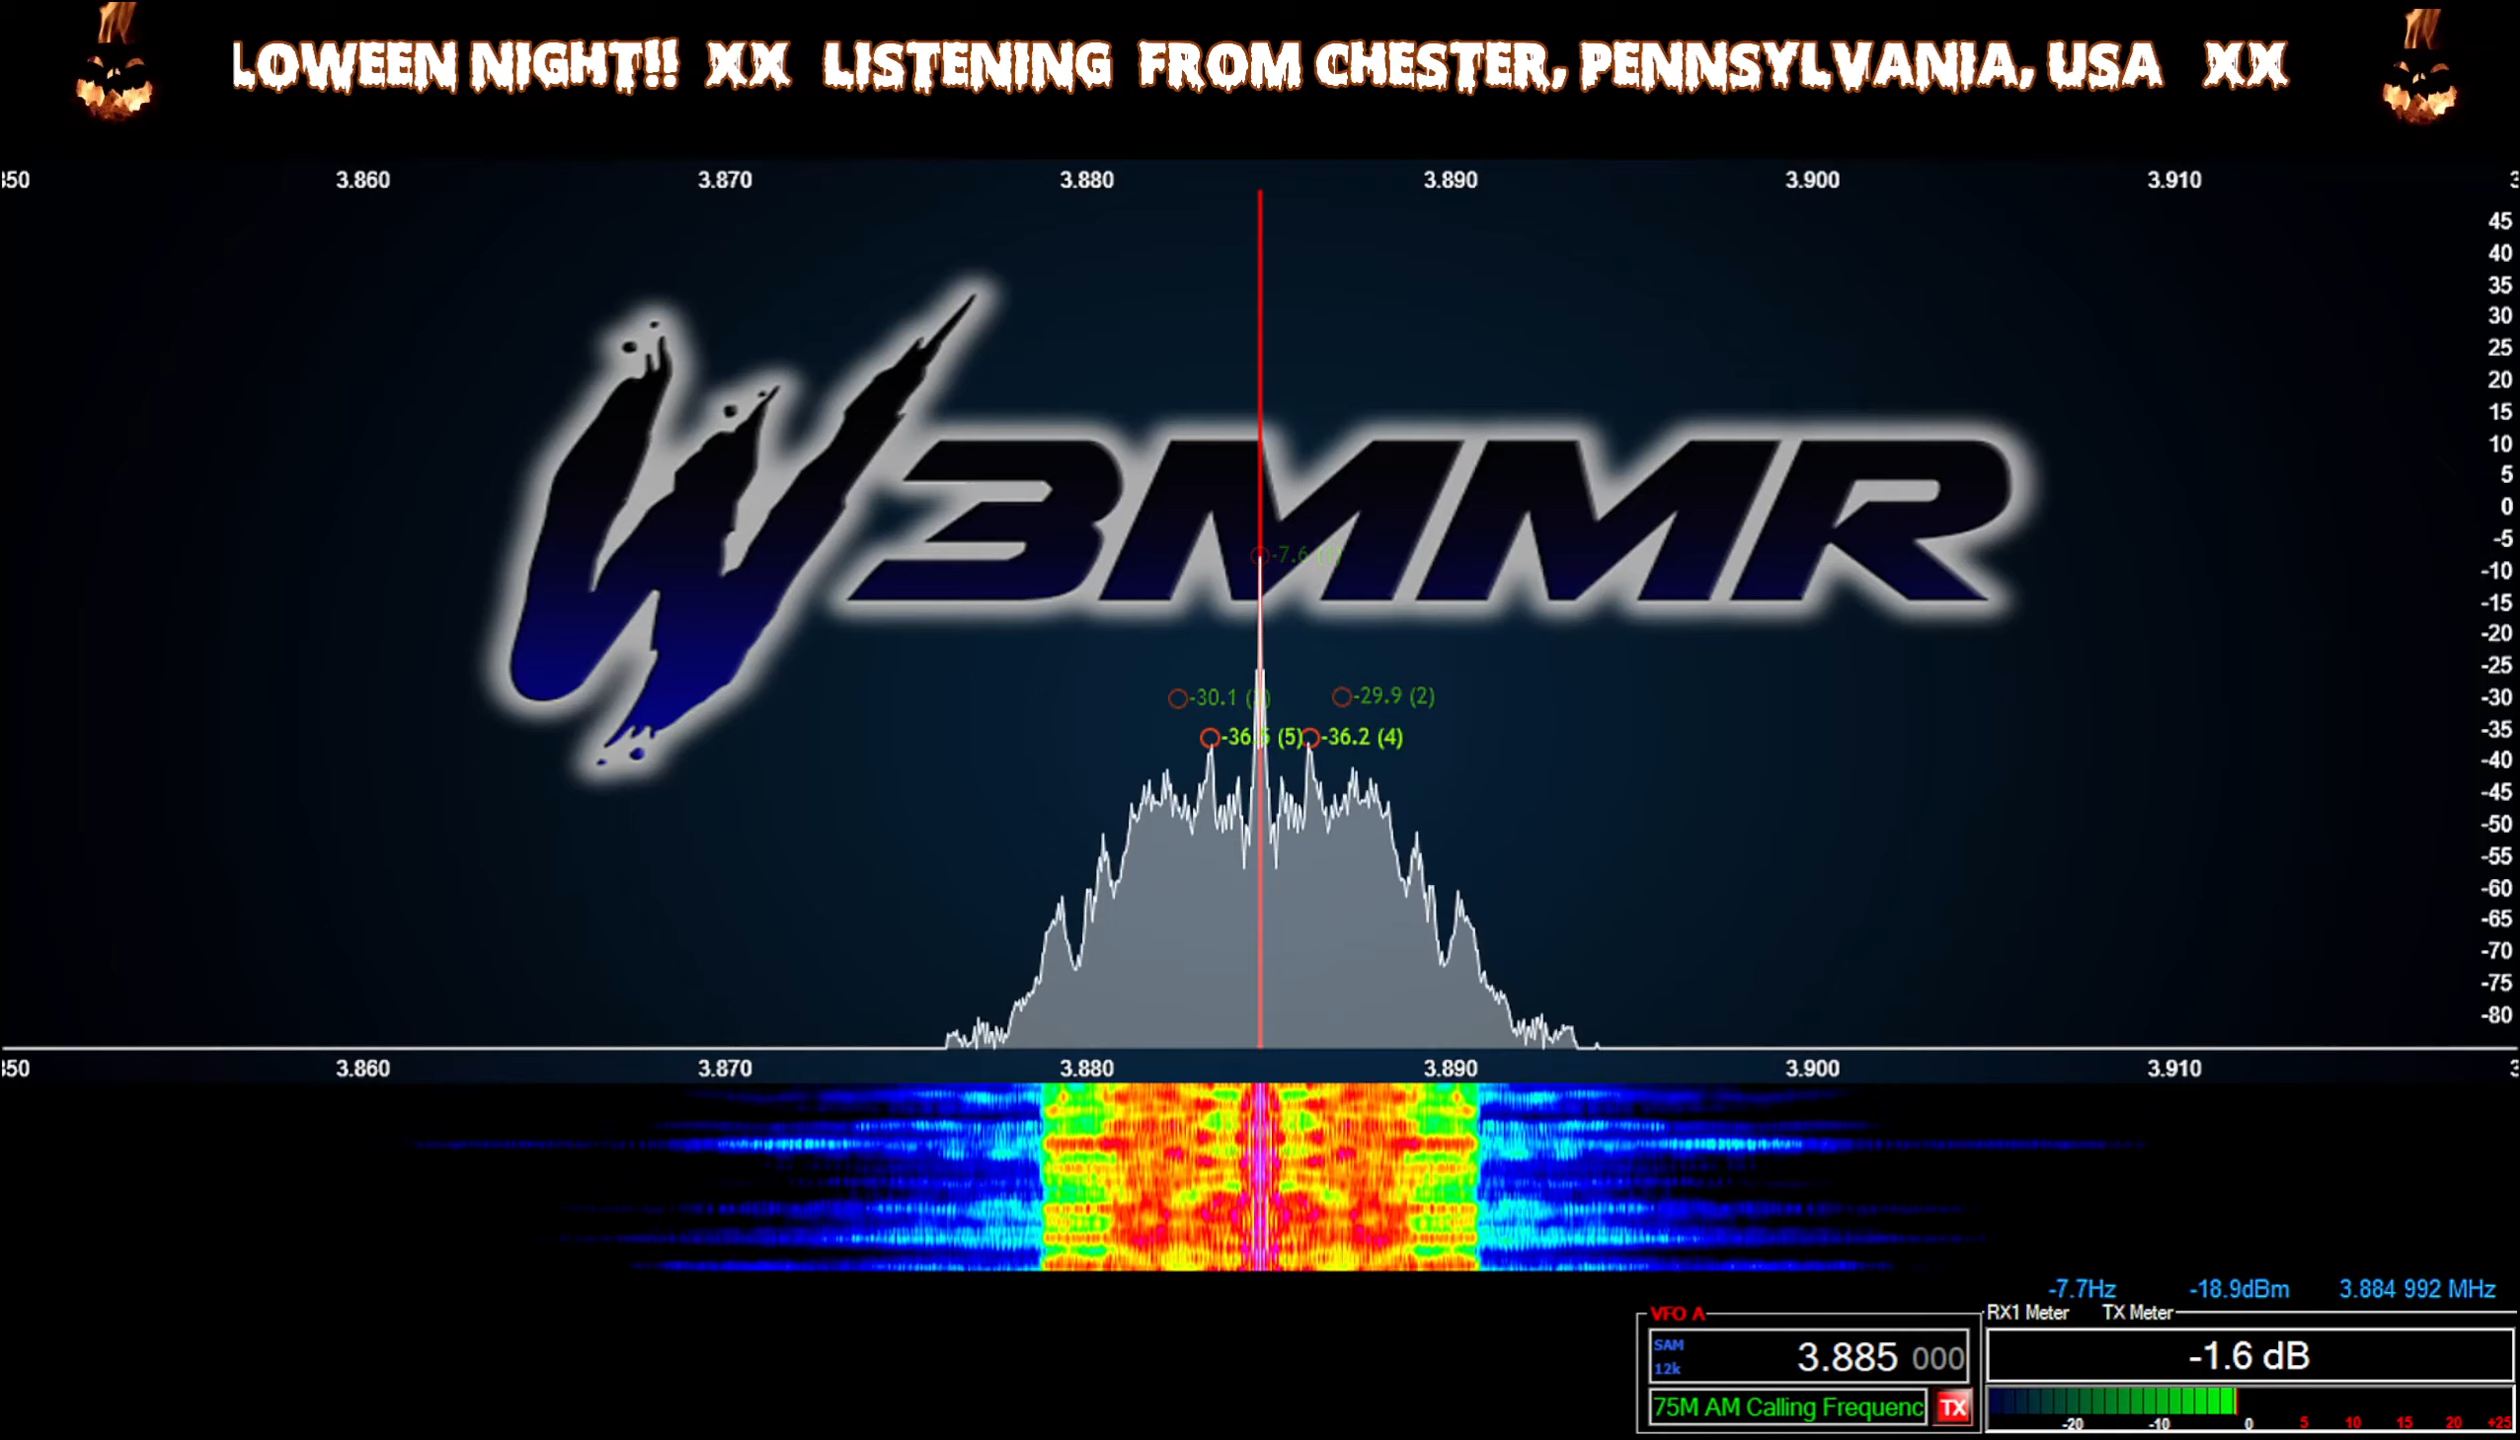 LOWEEN NIGHT!! XX LISTENING FROM CHESTER, PENNSYLVANIA, USA XX
3.860 3.870 3.880 3.890 3.900 3.910
45
40
35
30
25
20
15
10
5
0
-5
-10
-15
-20
-25
-30
-35
-40
-45
-50
-55
-60
-65
-70
-75
-80
W3MMR
-7.6 (1)
-30.1 -29.9 (2)
(5) -36.2 (4)
3.860 3.870 3.880 3.890 3.900 3.910
-7.7Hz -18.9dBm 3.884 992 MHz
VFO A RX1 Meter TX Meter
SAM
12k
3.885 000
-1.6 dB
75M AM Calling Frequenc TX
-20 -10 0 5 10 15 20 +25